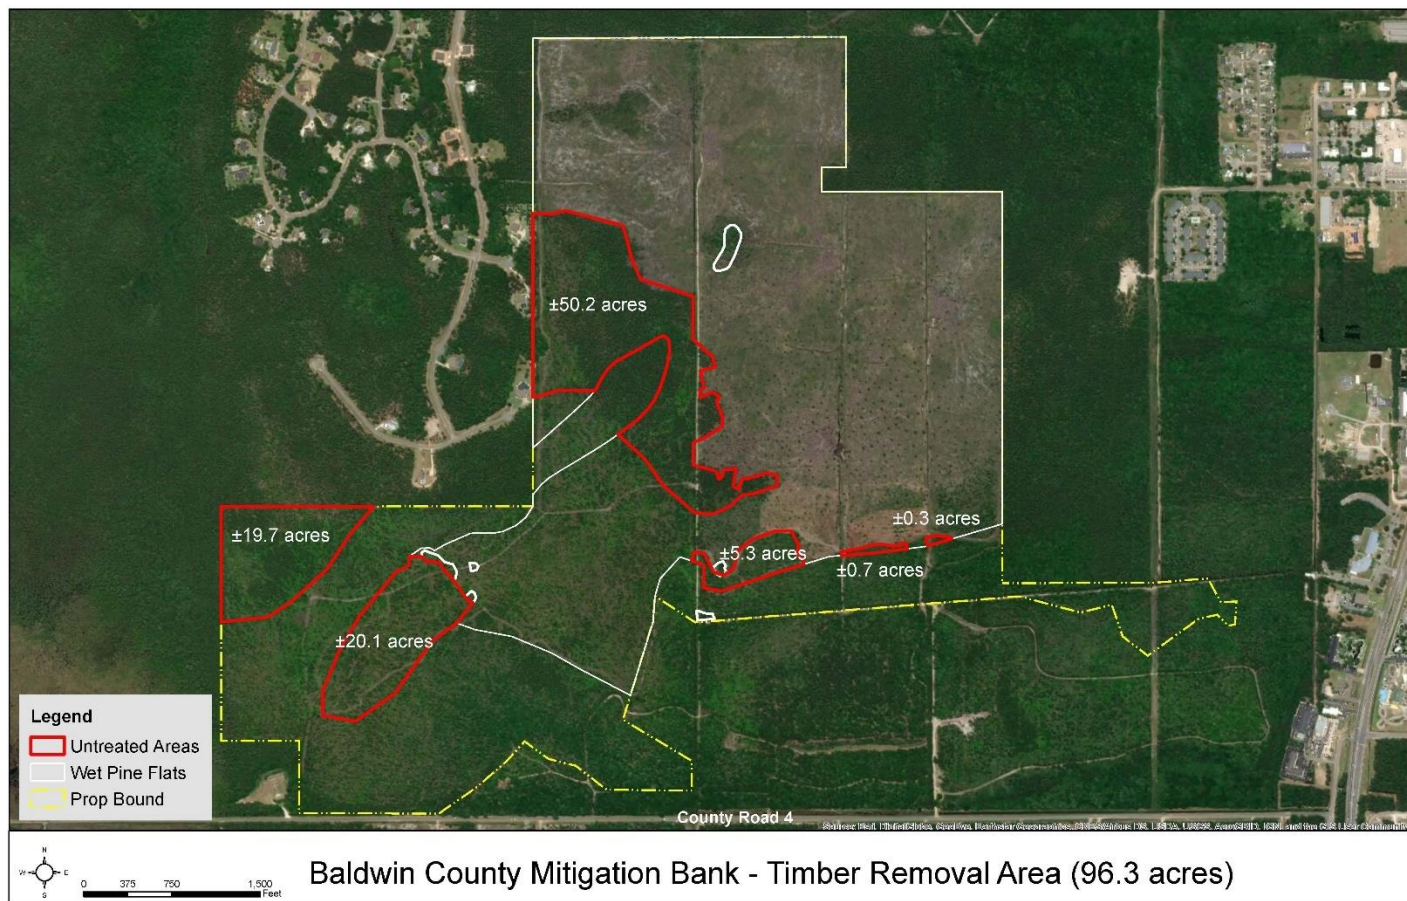 ±50.2 acres
±0.3 acres
±19.7 acres
±5.3 acres
±0.7 acres
±20.1 acres
Legend
Untreated Areas
Wet Pine Flats
Prop Bound
County Road 4
N
E
S
0 375 750 1,500
Feet
Baldwin County Mitigation Bank - Timber Removal Area (96.3 acres)